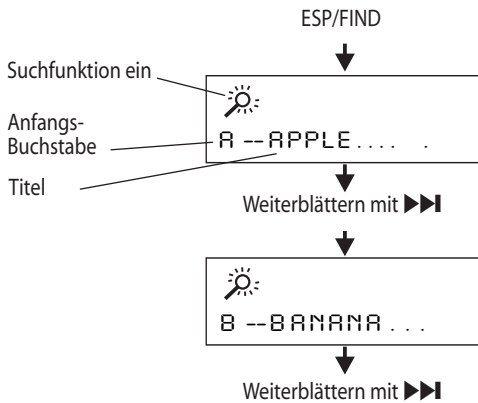 ESP/FIND
Suchfunktion ein
Anfangs-
Buchstabe
Titel
A --APPLE.... .
Weiterblättern mit ▶▶I
B --BANANA...
Weiterblättern mit ▶▶I